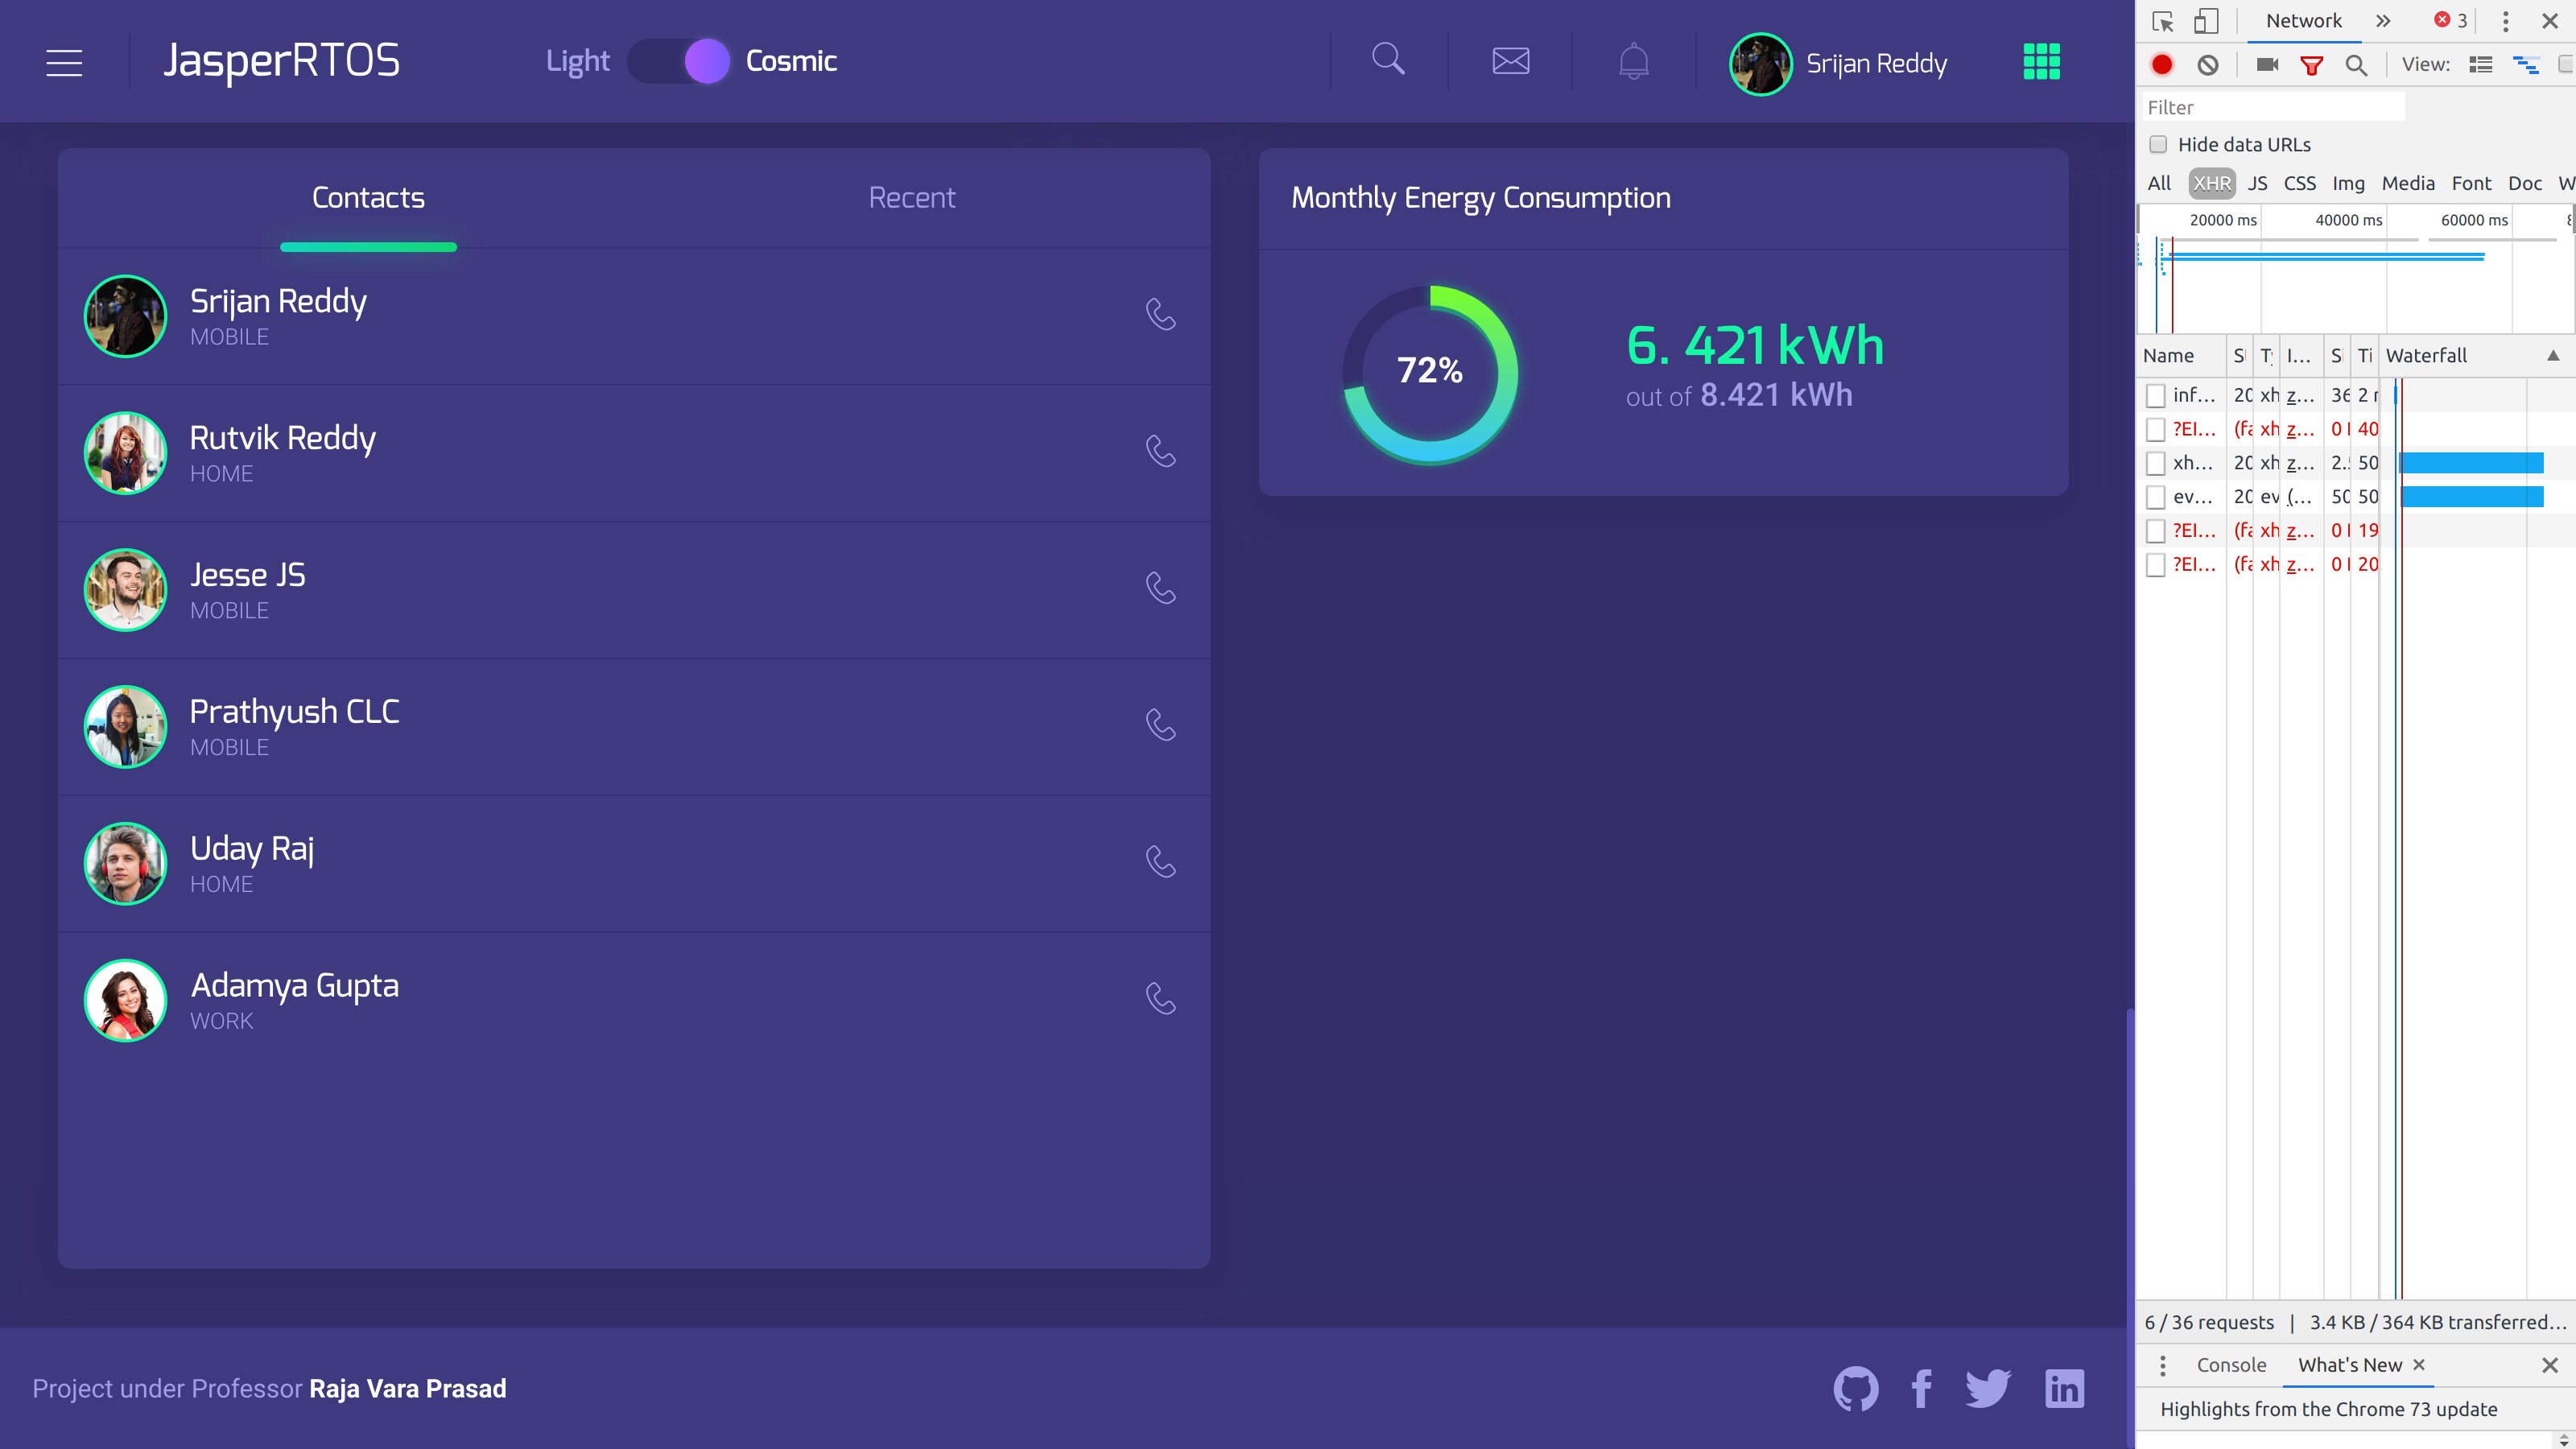 JasperRTOS
Light Cosmic
Srijan Reddy
Contacts Recent
Srijan Reddy
MOBILE
Rutvik Reddy
HOME
Jesse JS
MOBILE
Prathyush CLC
MOBILE
Uday Raj
HOME
Adamya Gupta
WORK
Monthly Energy Consumption
72%
6. 421 kWh
out of 8.421 kWh
Project under Professor Raja Vara Prasad
Network 3
View:
Filter
Hide data URLs
All XHR JS CSS Img Media Font Doc W
20000 ms 40000 ms 60000 ms
Name I... Waterfall
inf... 20 xh z... 36 2
?EI... (fa xh z... 0 40
xh... 20 xh z... 2. 50
ev... 20 ev (... 50 50
?EI... (fa xh z... 0 19
?EI... (fa xh z... 0 20
6 / 36 requests | 3.4 KB / 364 KB transferred...
Console What's New
Highlights from the Chrome 73 update